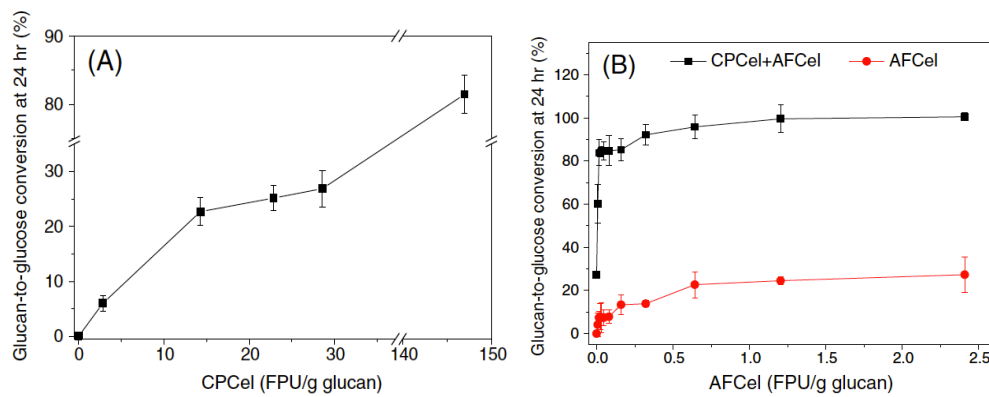 Glucan-to-glucose conversion at 24 hr (%)
90
80
30
20
10
0
(A)
0 10 20 30 140 150
CPCel (FPU/g glucan)
Glucan-to-glucose conversion at 24 hr (%)
120
100
80
60
40
20
0
(B)
CPCel+AFCel AFCel
0.0 0.5 1.0 1.5 2.0 2.5
AFCel (FPU/g glucan)